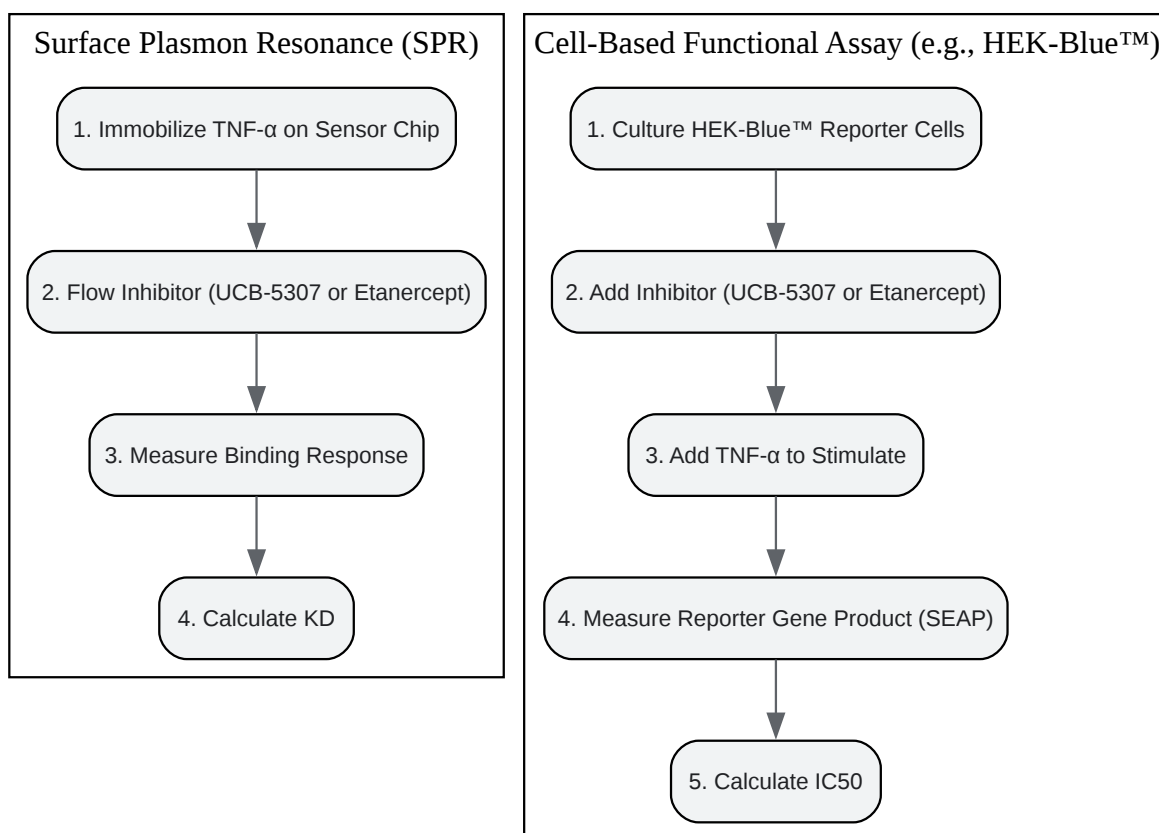 Surface Plasmon Resonance (SPR)
1. Immobilize TNF-α on Sensor Chip
2. Flow Inhibitor (UCB-5307 or Etanercept)
3. Measure Binding Response
4. Calculate KD
Cell-Based Functional Assay (e.g., HEK-Blue™)
1. Culture HEK-Blue™ Reporter Cells
2. Add Inhibitor (UCB-5307 or Etanercept)
3. Add TNF-α to Stimulate
4. Measure Reporter Gene Product (SEAP)
5. Calculate IC50